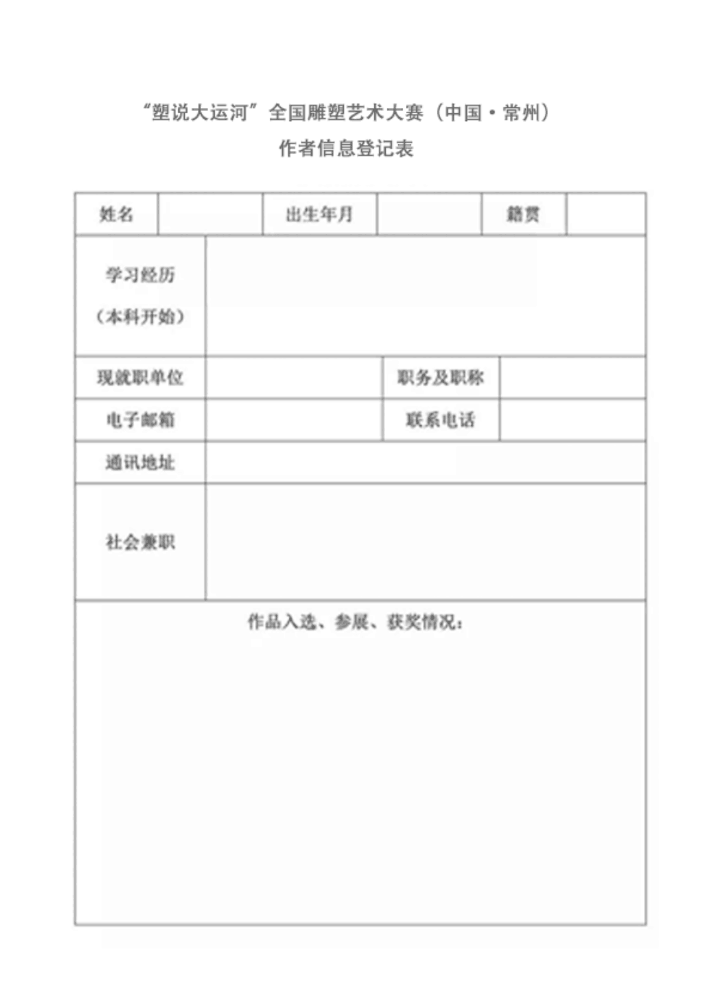 “塑说大运河”全国雕塑艺术大赛（中国·常州）
作者信息登记表
姓名 出生年月 籍贯
学习经历
（本科开始）
现就职单位 职务及职称
电子邮箱 联系电话
通讯地址
社会兼职
作品入选、参展、获奖情况：